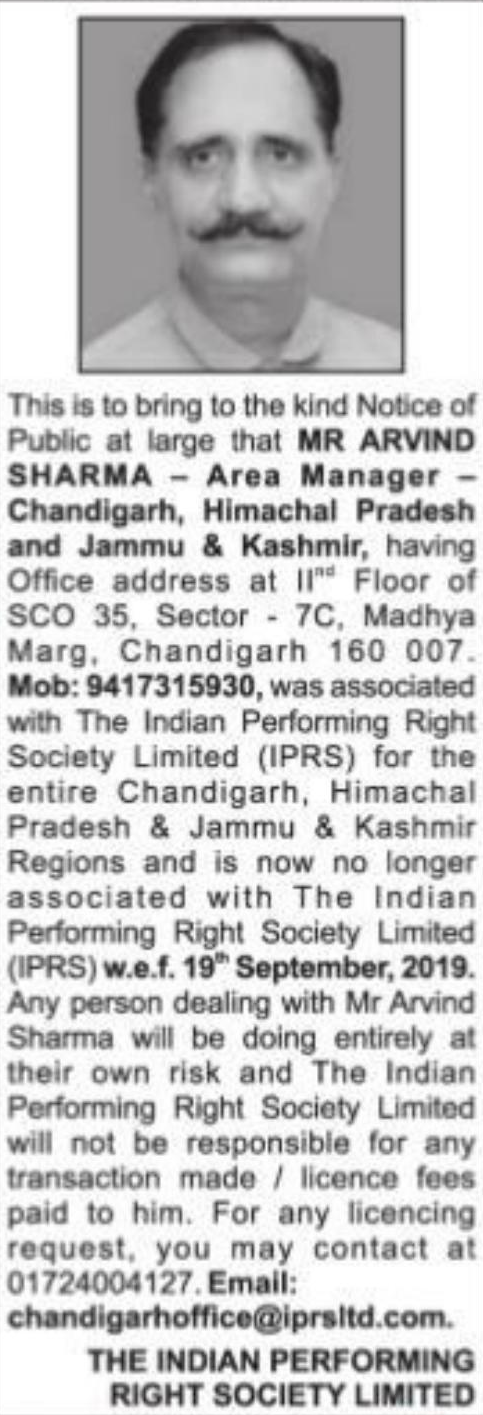 This is to bring to the kind Notice of
Public at large that MR ARVIND
SHARMA – Area Manager –
Chandigarh, Himachal Pradesh
and Jammu & Kashmir, having
Office address at IInd Floor of
SCO 35, Sector - 7C, Madhya
Marg, Chandigarh 160 007.
Mob: 9417315930, was associated
with The Indian Performing Right
Society Limited (IPRS) for the
entire Chandigarh, Himachal
Pradesh & Jammu & Kashmir
Regions and is now no longer
associated with The Indian
Performing Right Society Limited
(IPRS) w.e.f. 19th September, 2019.
Any person dealing with Mr Arvind
Sharma will be doing entirely at
their own risk and The Indian
Performing Right Society Limited
will not be responsible for any
transaction made / licence fees
paid to him. For any licencing
request, you may contact at
01724004127. Email:
chandigarhoffice@iprsltd.com.
THE INDIAN PERFORMING
RIGHT SOCIETY LIMITED